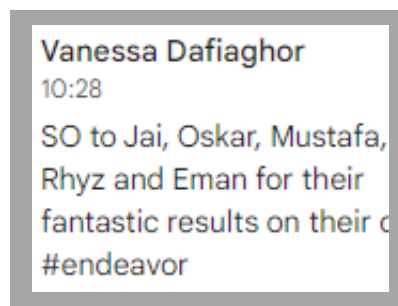 Vanessa Dafiaghor
10:28
SO to Jai, Oskar, Mustafa,
Rhyz and Eman for their
fantastic results on their
#endeavor